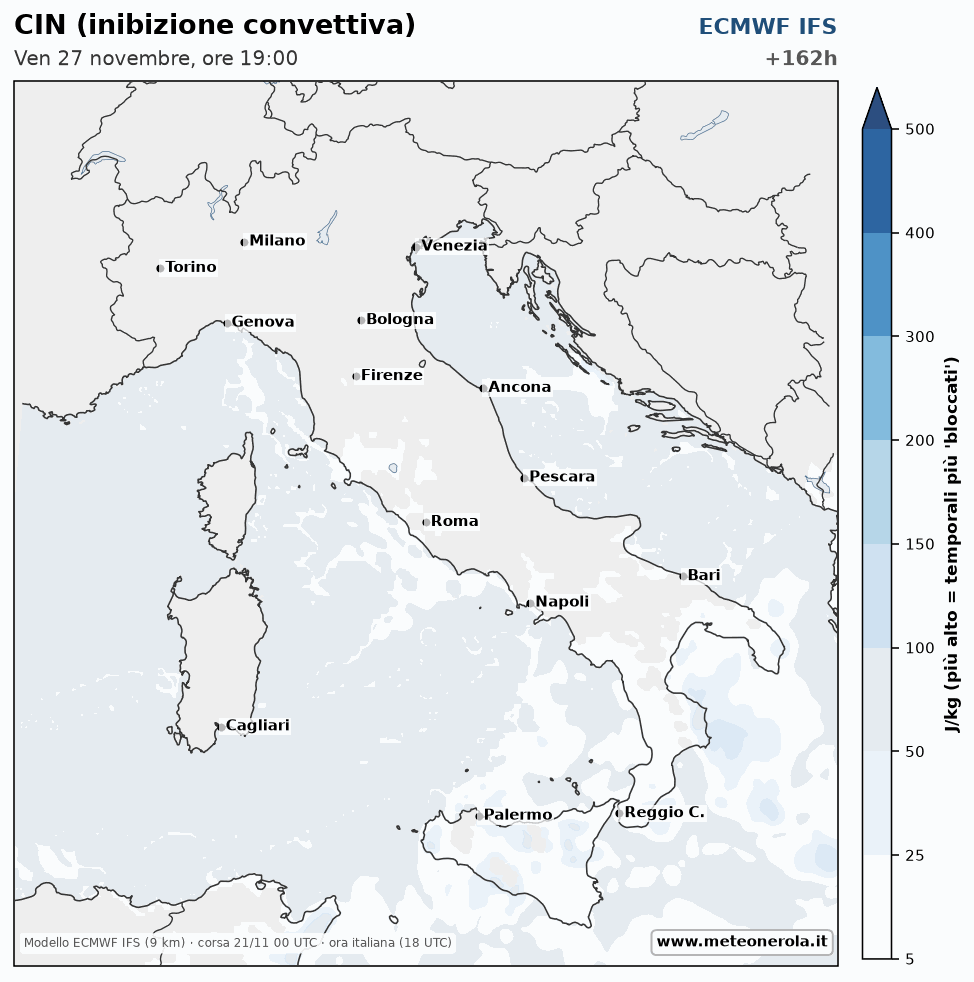 CIN (inibizione convettiva)
ECMWF IFS
Ven 27 novembre, ore 19:00
+162h
Milano
Venezia
Torino
Genova
Bologna
Firenze
Ancona
Pescara
Roma
Bari
Napoli
Cagliari
Palermo
Reggio C.
Modello ECMWF IFS (9 km) · corsa 21/11 00 UTC · ora italiana (18 UTC)
www.meteonerola.it
500
400
300
200
150
100
50
25
5
J/kg (più alto = temporali più 'bloccati')